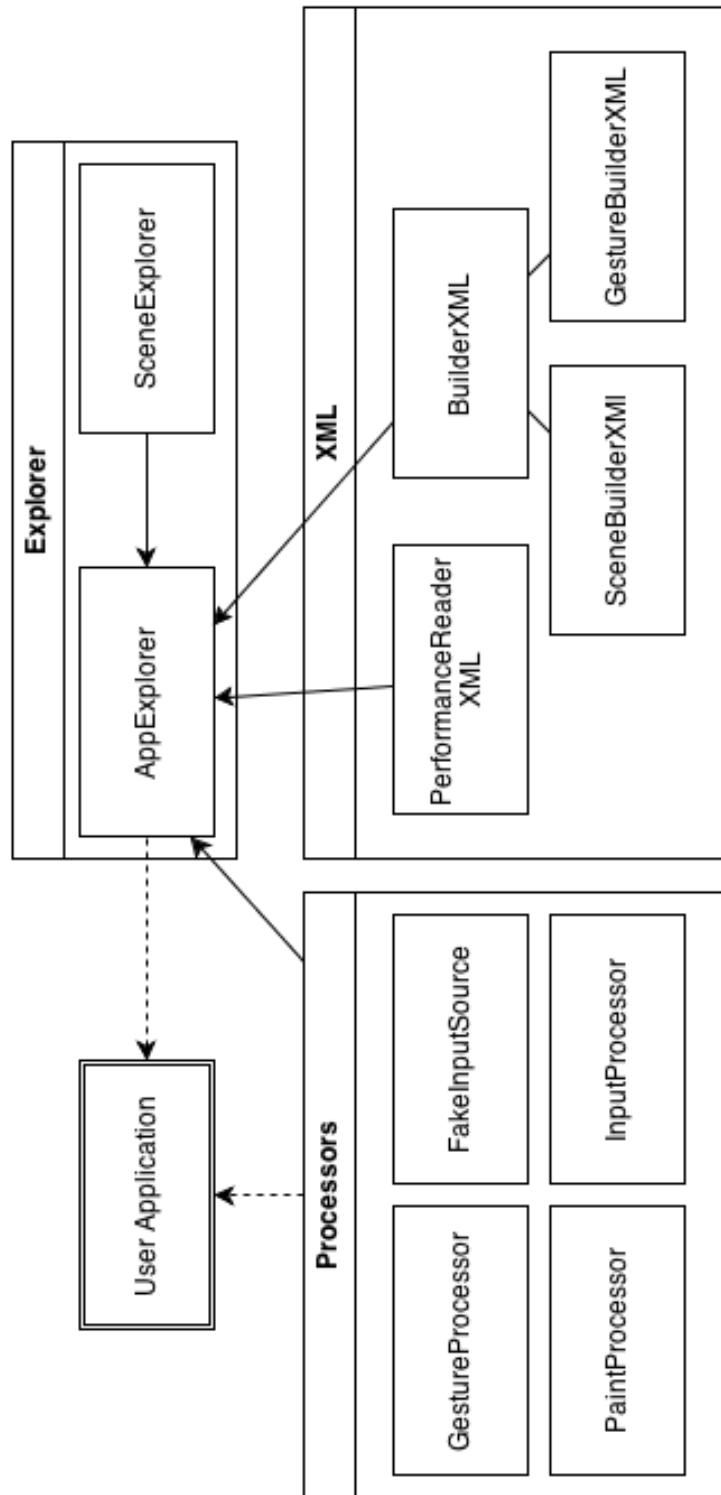 Explorer
User Application
AppExplorer
SceneExplorer
Processors
GestureProcessor
FakeInputSource
PaintProcessor
InputProcessor
XML
PerformanceReader
XML
BuilderXML
SceneBuilderXMl
GestureBuilderXML